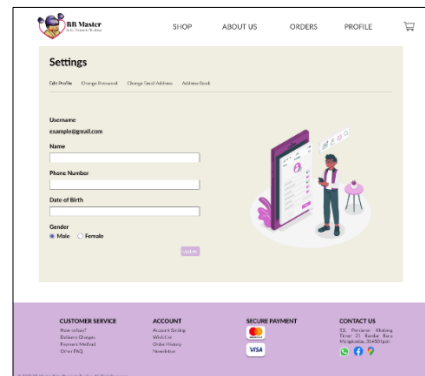 BB Master
SHOP
ABOUT US
ORDERS
PROFILE
Settings
Edit Profile
Change Password
Change Email Address
Address Book
Username
example@gmail.com
Name
Phone Number
Date of Birth
Gender
Male
Female
CUSTOMER SERVICE
How to buy?
Delivery Charges
Payment Method
Other FAQ
ACCOUNT
Account Setting
Wish List
Order History
Newsletter
SECURE PAYMENT
VISA
CONTACT US